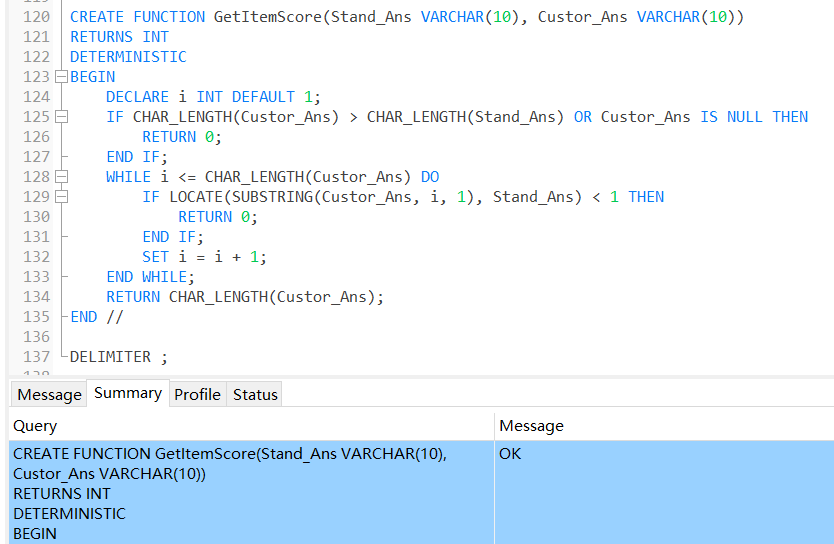 120 CREATE FUNCTION GetItemScore(Stand_Ans VARCHAR(10), Custor_Ans VARCHAR(10))
121 RETURNS INT
122 DETERMINISTIC
123 BEGIN
124     DECLARE i INT DEFAULT 1;
125     IF CHAR_LENGTH(Custor_Ans) > CHAR_LENGTH(Stand_Ans) OR Custor_Ans IS NULL THEN
126         RETURN 0;
127     END IF;
128     WHILE i <= CHAR_LENGTH(Custor_Ans) DO
129         IF LOCATE(SUBSTRING(Custor_Ans, i, 1), Stand_Ans) < 1 THEN
130             RETURN 0;
131         END IF;
132         SET i = i + 1;
133     END WHILE;
134     RETURN CHAR_LENGTH(Custor_Ans);
135 END //
136
137 DELIMITER ;
Message Summary Profile Status
Query Message
CREATE FUNCTION GetItemScore(Stand_Ans VARCHAR(10), OK
Custor_Ans VARCHAR(10))
RETURNS INT
DETERMINISTIC
BEGIN